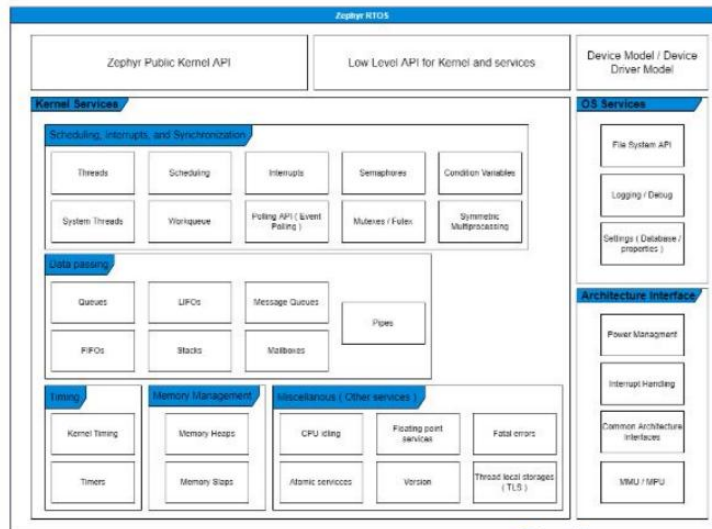 Zephyr RTOS
Zephyr Public Kernel API
Low Level API for Kernel and services
Device Model / Device
Driver Model
Kernel Services
Scheduling, Interrupts, and Synchronization
Threads
Scheduling
Interrupts
Semaphores
Condition Variables
System Threads
Workqueue
Polling API ( Event
Polling )
Mutexes / Futex
Symmetric
Multiprocessing
Data passing
Queues
LIFOs
Message Queues
Pipes
FIFOs
Stacks
Mailboxes
Timing
Kernel Timing
Timers
Memory Management
Memory Heaps
Memory Slaps
Miscellanous ( Other services )
CPU idling
Floating point
services
Fatal errors
Atomic servicces
Version
Thread local storages
( TLS )
OS Services
File System API
Logging / Debug
Settings ( Database /
properties )
Architecture Interface
Power Managment
Interrupt Handling
Common Architecture
Interfaces
MMU / MPU